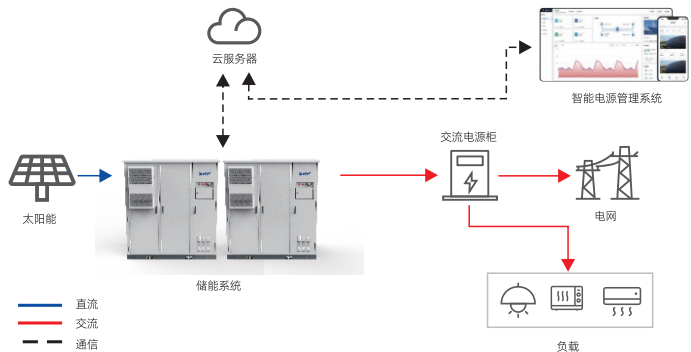 云服务器
智能电源管理系统
交流电源柜
太阳能
电网
储能系统
直流
交流
通信
负载